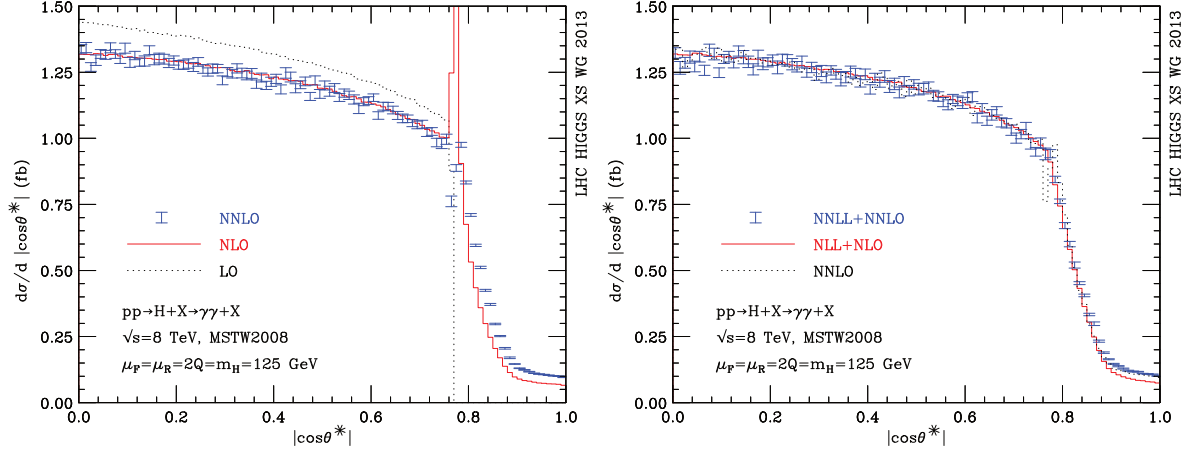 1.50
1.25
1.00
0.75
0.50
0.25
0.00
dσ/d |cosθ*| (fb)
NNLO
NLO
LO
pp→H+X→γγ+X
√s=8 TeV, MSTW2008
μF=μR=2Q=mH=125 GeV
0.0 0.2 0.4 0.6 0.8 1.0
|cosθ*|
LHC HIGGS XS WG 2013
1.50
1.25
1.00
0.75
0.50
0.25
0.00
dσ/d |cosθ*| (fb)
NNLL+NNLO
NLL+NLO
NNLO
pp→H+X→γγ+X
√s=8 TeV, MSTW2008
μF=μR=2Q=mH=125 GeV
0.0 0.2 0.4 0.6 0.8 1.0
|cosθ*|
LHC HIGGS XS WG 2013